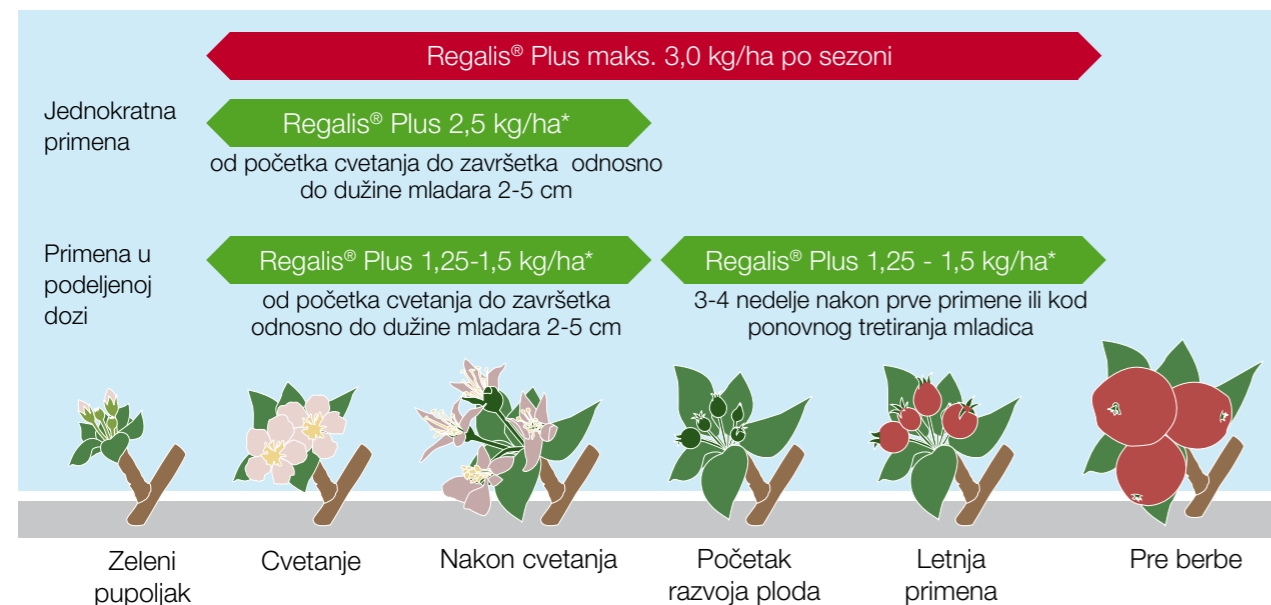 Regalis® Plus maks. 3,0 kg/ha po sezoni
Jednokratna
primena
Regalis® Plus 2,5 kg/ha*
od početka cvetanja do završetka odnosno
do dužine mladara 2-5 cm
Primena u
podeljenoj
dozi
Regalis® Plus 1,25-1,5 kg/ha*
od početka cvetanja do završetka
odnosno do dužine mladara 2-5 cm
Regalis® Plus 1,25 - 1,5 kg/ha*
3-4 nedelje nakon prve primene ili kod
ponovnog tretiranja mladica
Zeleni
pupoljak
Cvetanje
Nakon cvetanja
Početak
razvoja ploda
Letnja
primena
Pre berbe